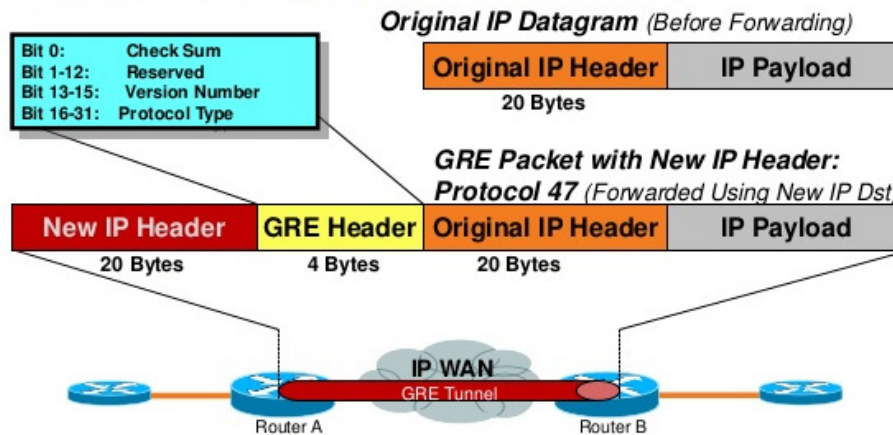 Original IP Datagram (Before Forwarding)
Bit 0: Check Sum
Bit 1-12: Reserved
Bit 13-15: Version Number
Bit 16-31: Protocol Type
Original IP Header IP Payload
20 Bytes
GRE Packet with New IP Header:
Protocol 47 (Forwarded Using New IP Dst
New IP Header GRE Header Original IP Header IP Payload
20 Bytes 4 Bytes 20 Bytes
IP WAN
GRE Tunnel
Router A Router B